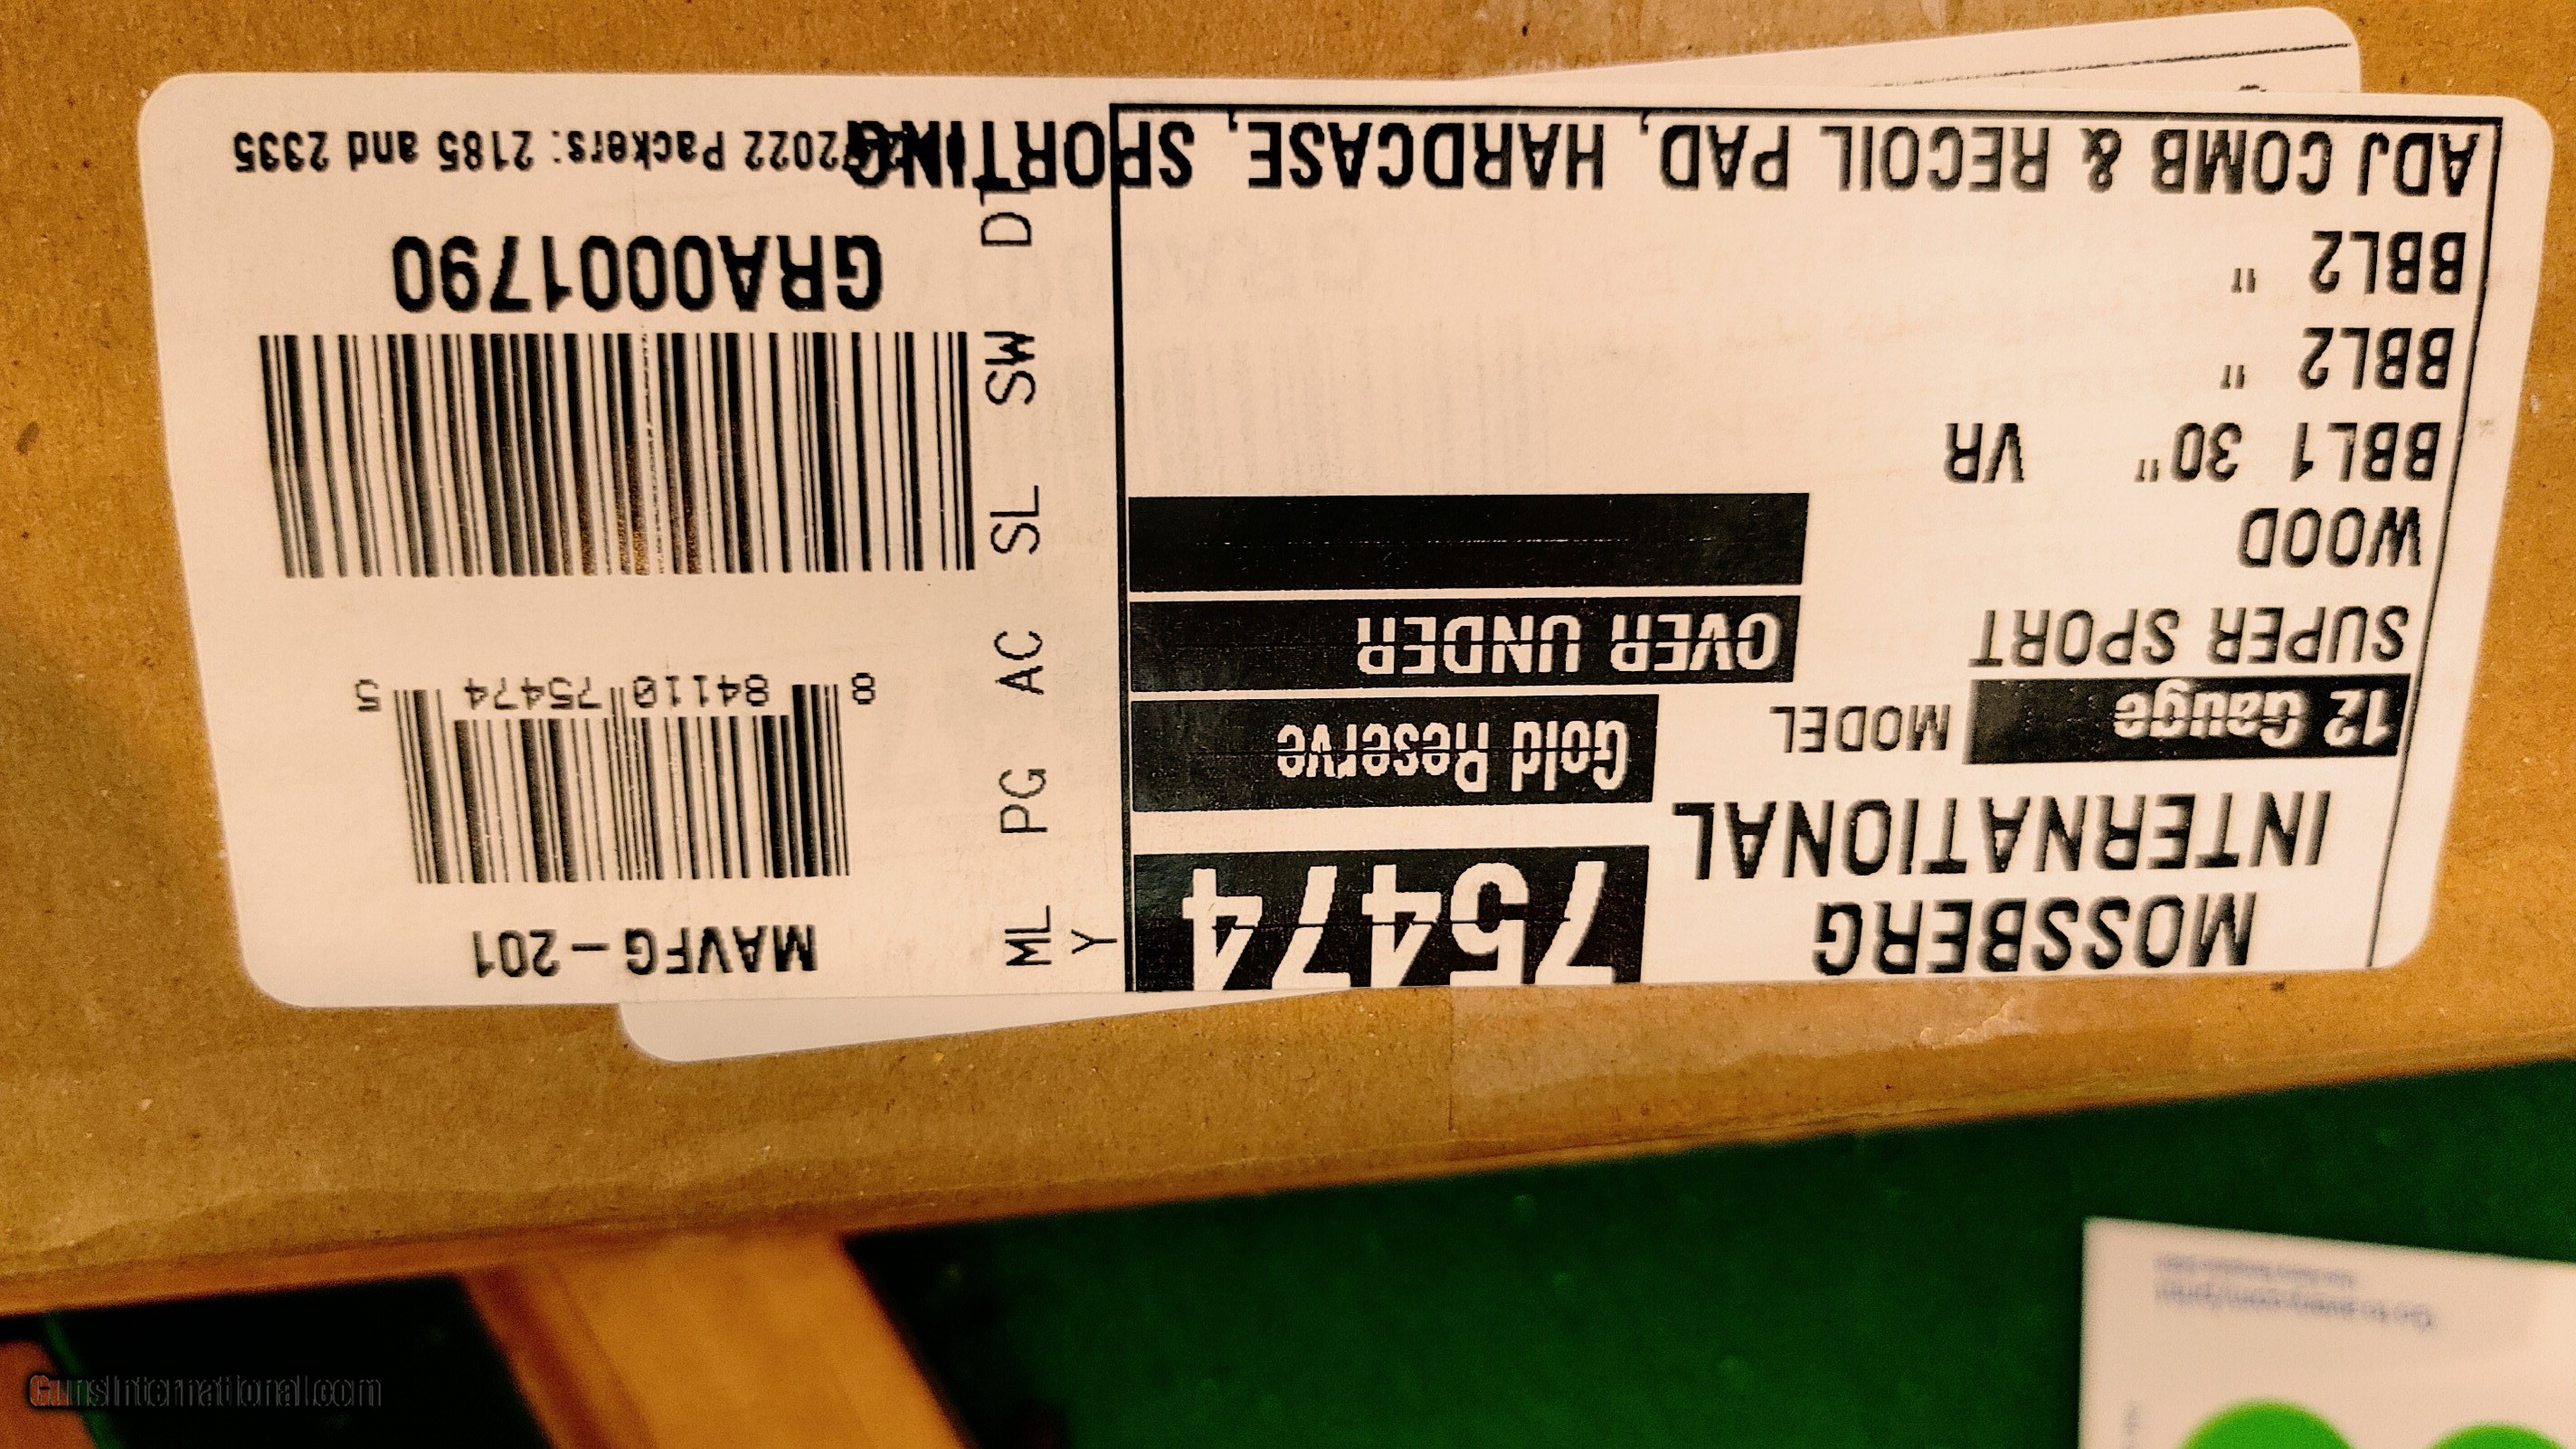 MOSSBERG
INTERNATIONAL
75474
12 Gauge MODEL Gold Reserve
SUPER SPORT OVER UNDER
WOOD
BBL1 30" VR
BBL2 "
BBL2 "
ADJ COMB & RECOIL PAD, HARDCASE, SPORTING
ML PG AC SL SW DT
Y
MAVFG-201
8 84110 75474 5
GRA0001790
2022 Packers: 2185 and 2335
GunsInternational.com